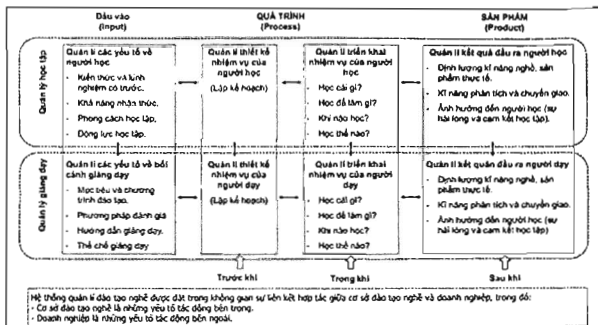 Đầu vào
(Input)
QUÁ TRÌNH
(Process)
SẢN PHẨM
(Product)
Quản lý học tập
Quản lí các yếu tố về
người học
- Kiến thức và kinh
nghiệm có trước.
- Khả năng nhận thức.
- Phong cách học tập.
- Động lực học tập.
Quản lí thiết kế
nhiệm vụ của
người học
(Lập kế hoạch)
Quản lí triển khai
nhiệm vụ của người
học
- Học cái gì?
- Học để làm gì?
- Khi nào học?
- Học thế nào?
Quản lí kết quả đầu ra người học
- Định lượng kĩ năng nghề, sản
phẩm thực tế.
- Kĩ năng phân tích và chuyển giao.
- Ảnh hưởng đến người học (sự
hài lòng và cam kết học tập).
Quản lý giảng dạy
Quản lí các yếu tố về bối
cảnh giảng dạy
- Mục tiêu và chương
trình đào tạo.
- Phương pháp đánh giá
- Hướng dẫn giảng dạy.
- Thể chế giảng dạy
Quản lí thiết kế
nhiệm vụ của
người dạy
(Lập kế hoạch)
Quản lí triển khai
nhiệm vụ của người
dạy
- Học cái gì?
- Học để làm gì?
- Khi nào học?
- Học thế nào?
Quản lí kết quản đầu ra người dạy
- Định lượng kĩ năng nghề, sản
phẩm thực tế.
- Kĩ năng phân tích và chuyển giao.
- Ảnh hưởng đến người học (sự
hài lòng và cam kết học tập)
Trước khi
Trong khi
Sau khi
Hệ thống quản lí đào tạo nghề được đặt trong không gian sự liên kết hợp tác giữa cơ sở đào tạo nghề và doanh nghiệp, trong đó:
- Cơ sở đào tạo nghề là những yếu tố tác động bên trong.
- Doanh nghiệp là những yếu tố tác động bên ngoài.